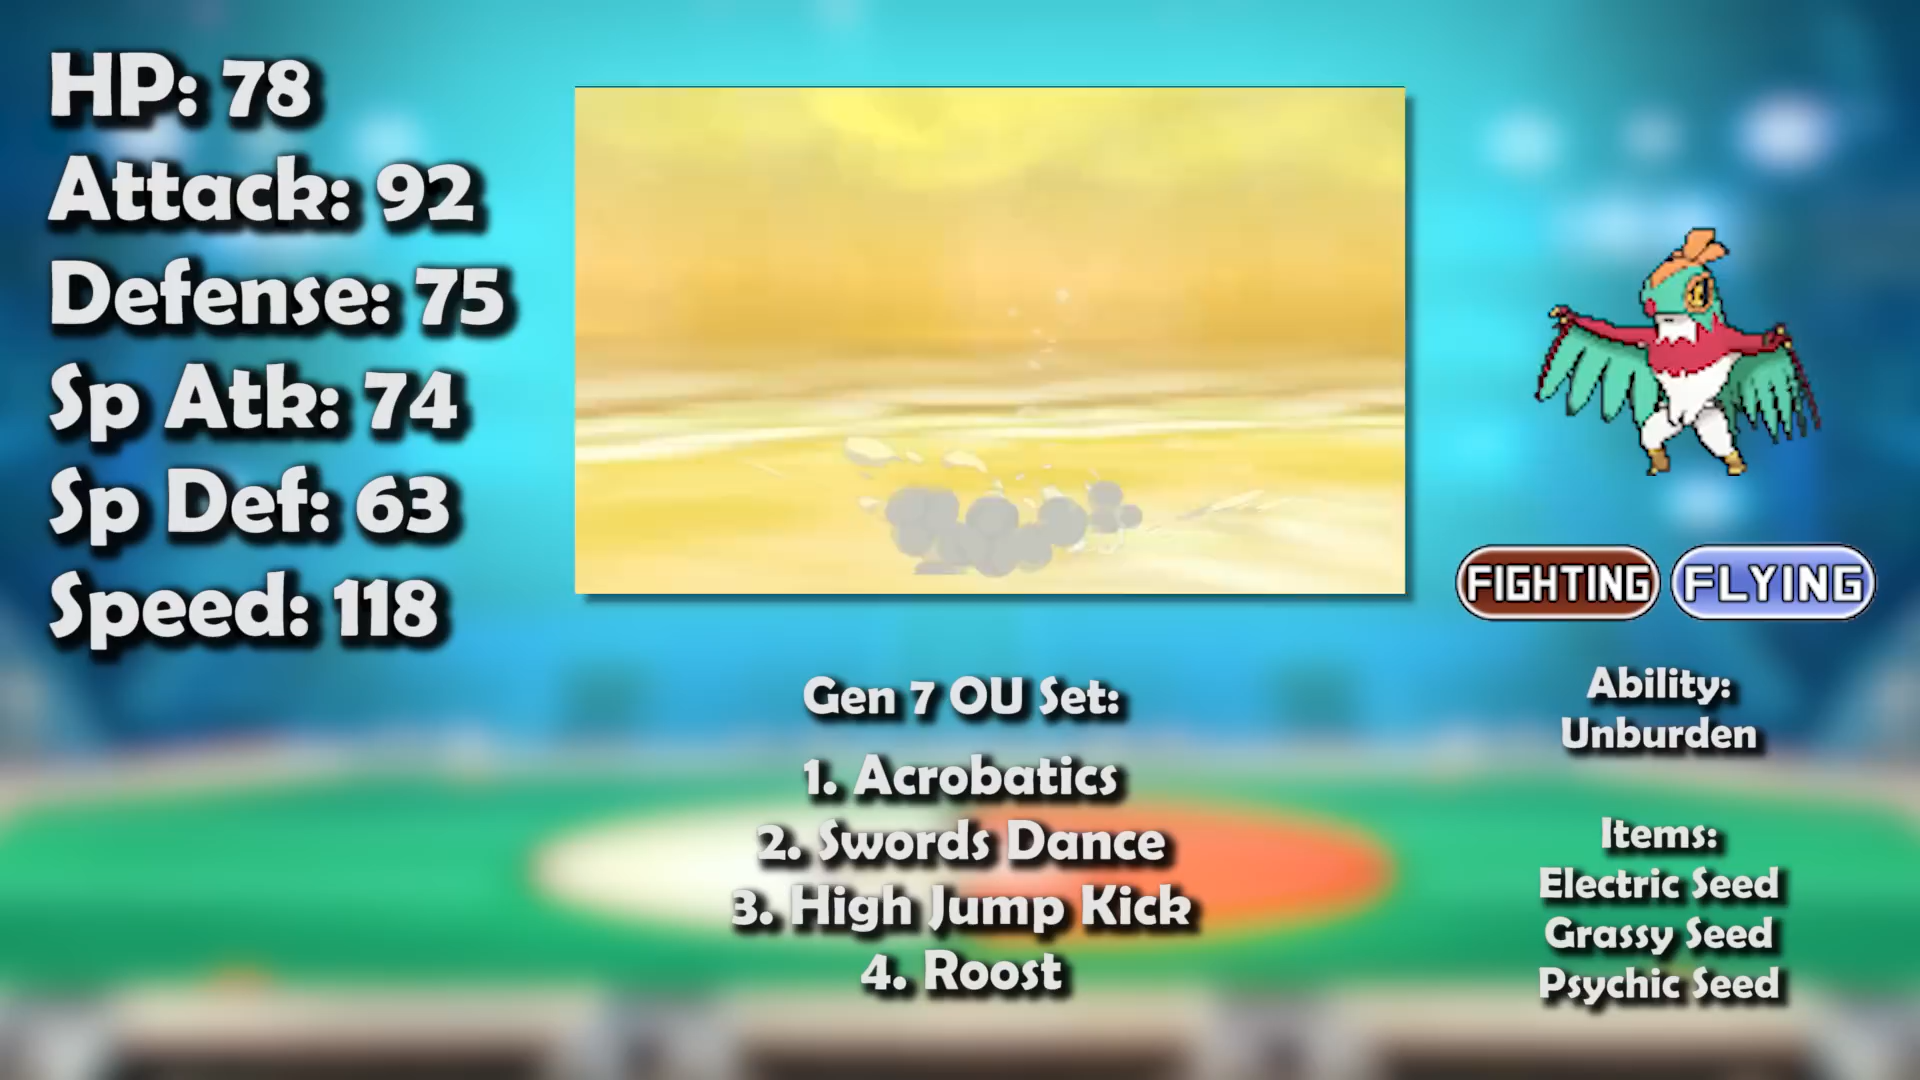 HP: 78
Attack: 92
Defense: 75
Sp Atk: 74
Sp Def: 63
Speed: 118
FIGHTING FLYING
Gen 7 OU Set:
1. Acrobatics
2. Swords Dance
3. High Jump Kick
4. Roost
Ability:
Unburden
Items:
Electric Seed
Grassy Seed
Psychic Seed